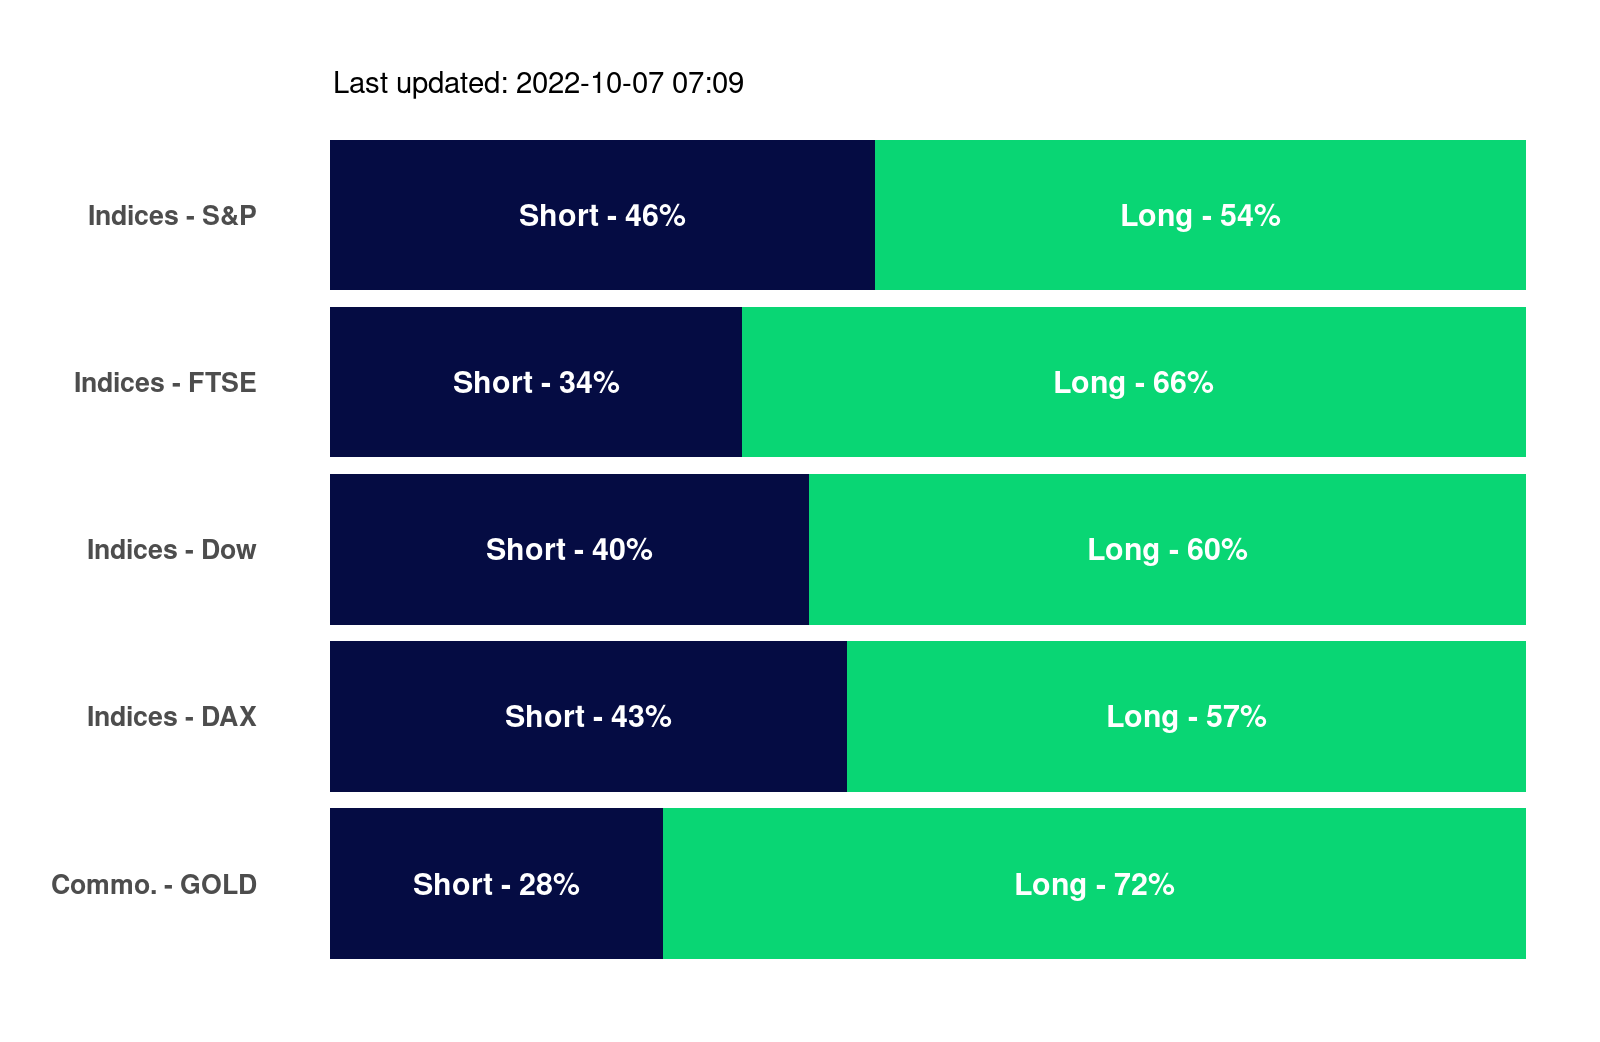 Last updated: 2022-10-07 07:09
Indices - S&P Short - 46% Long - 54%
Indices - FTSE Short - 34% Long - 66%
Indices - Dow Short - 40% Long - 60%
Indices - DAX Short - 43% Long - 57%
Commo. - GOLD Short - 28% Long - 72%